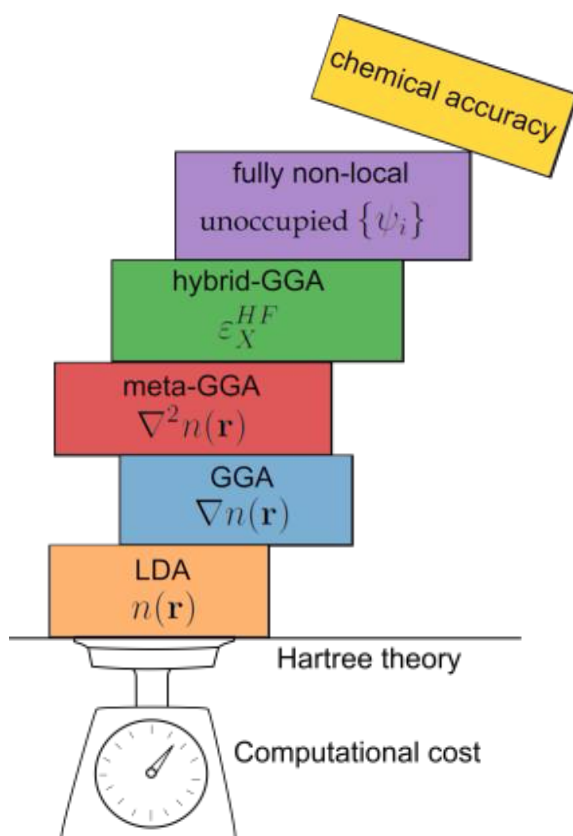 chemical accuracy
fully non-local
unoccupied {ψ_i}
hybrid-GGA
ε_X^{HF}
meta-GGA
∇²n(𝐫)
GGA
∇n(𝐫)
LDA
n(𝐫)
Hartree theory
Computational cost